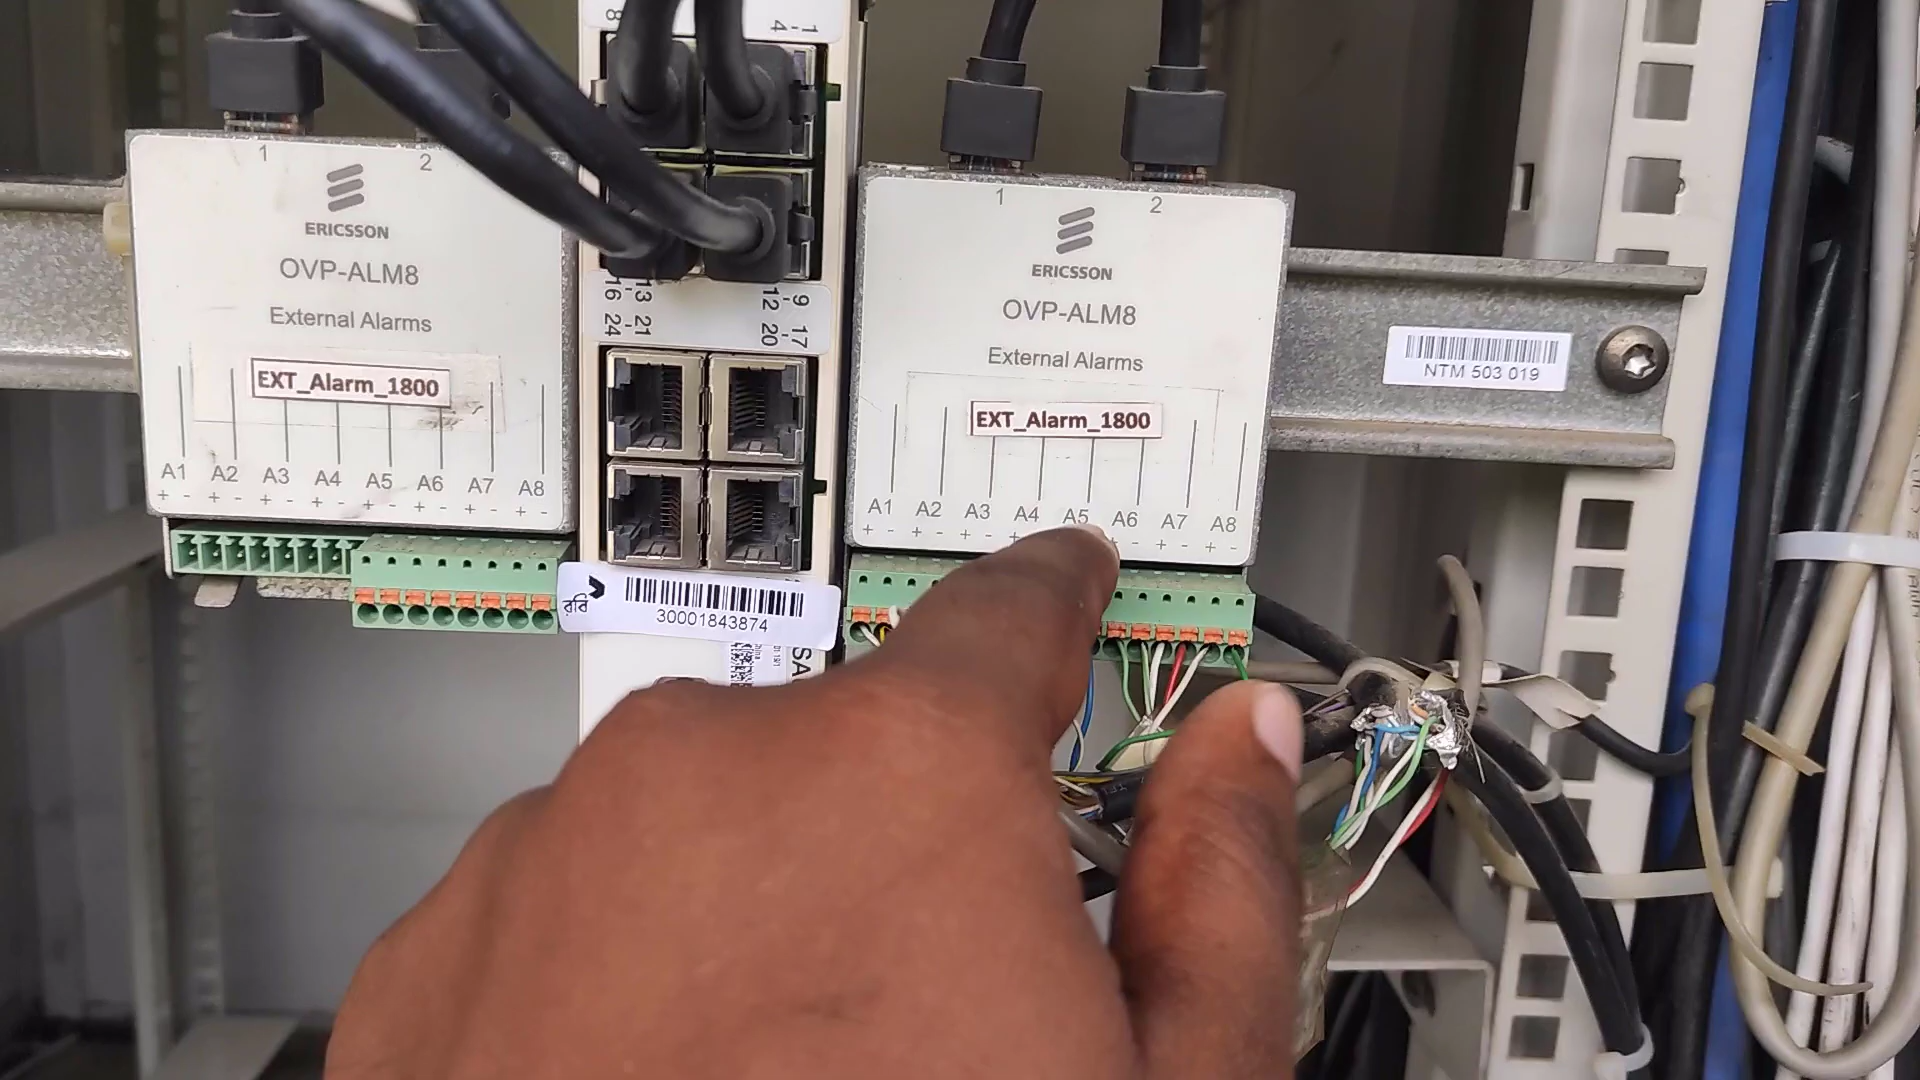 1 2
ERICSSON
OVP-ALM8
External Alarms
EXT_Alarm_1800
A1 A2 A3 A4 A5 A6 A7 A8
+ - + - + - + - + - + - + - + -
8
1
-
4
13
-
16
9
-
12
21
-
24
17
-
20
রবি
30001843874
SA
1 2
ERICSSON
OVP-ALM8
External Alarms
EXT_Alarm_1800
A1 A2 A3 A4 A5 A6 A7 A8
NTM 503 019